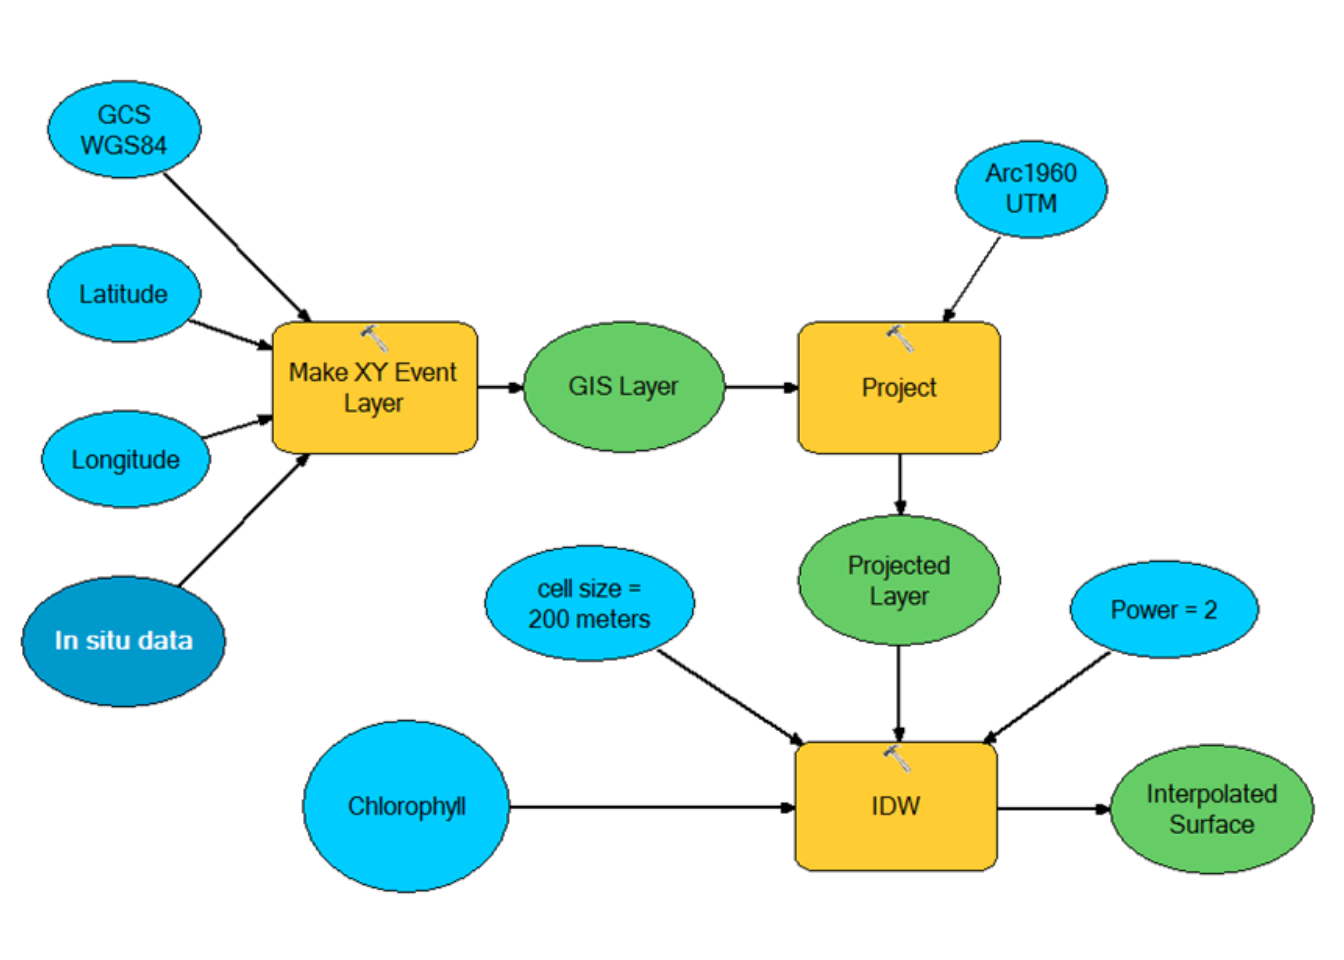 GCS
WGS84
Arc1960
UTM
Latitude
Make XY Event
Layer
GIS Layer
Project
Longitude
Projected
Layer
cell size =
200 meters
Power = 2
In situ data
Chlorophyll
IDW
Interpolated
Surface